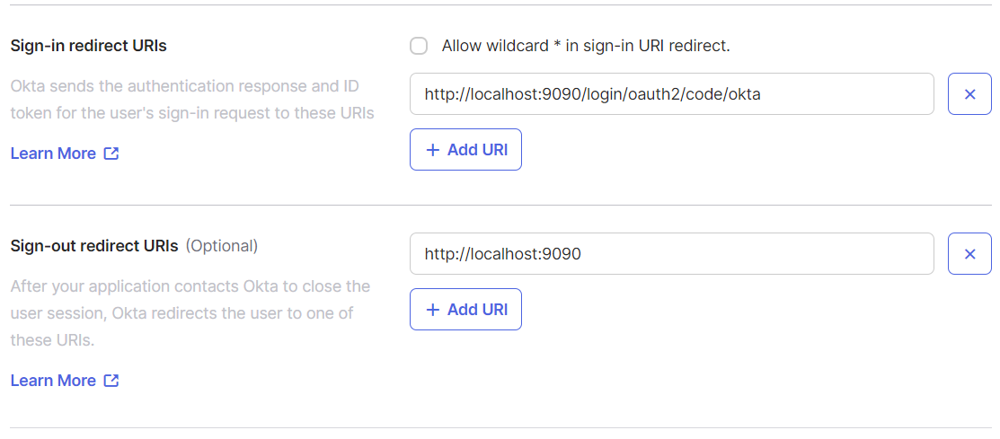 Sign-in redirect URIs
Allow wildcard * in sign-in URI redirect.
Okta sends the authentication response and ID
token for the user's sign-in request to these URIs
Learn More
http://localhost:9090/login/oauth2/code/okta
+ Add URI
Sign-out redirect URIs (Optional)
http://localhost:9090
After your application contacts Okta to close the
user session, Okta redirects the user to one of
these URIs.
Learn More
+ Add URI